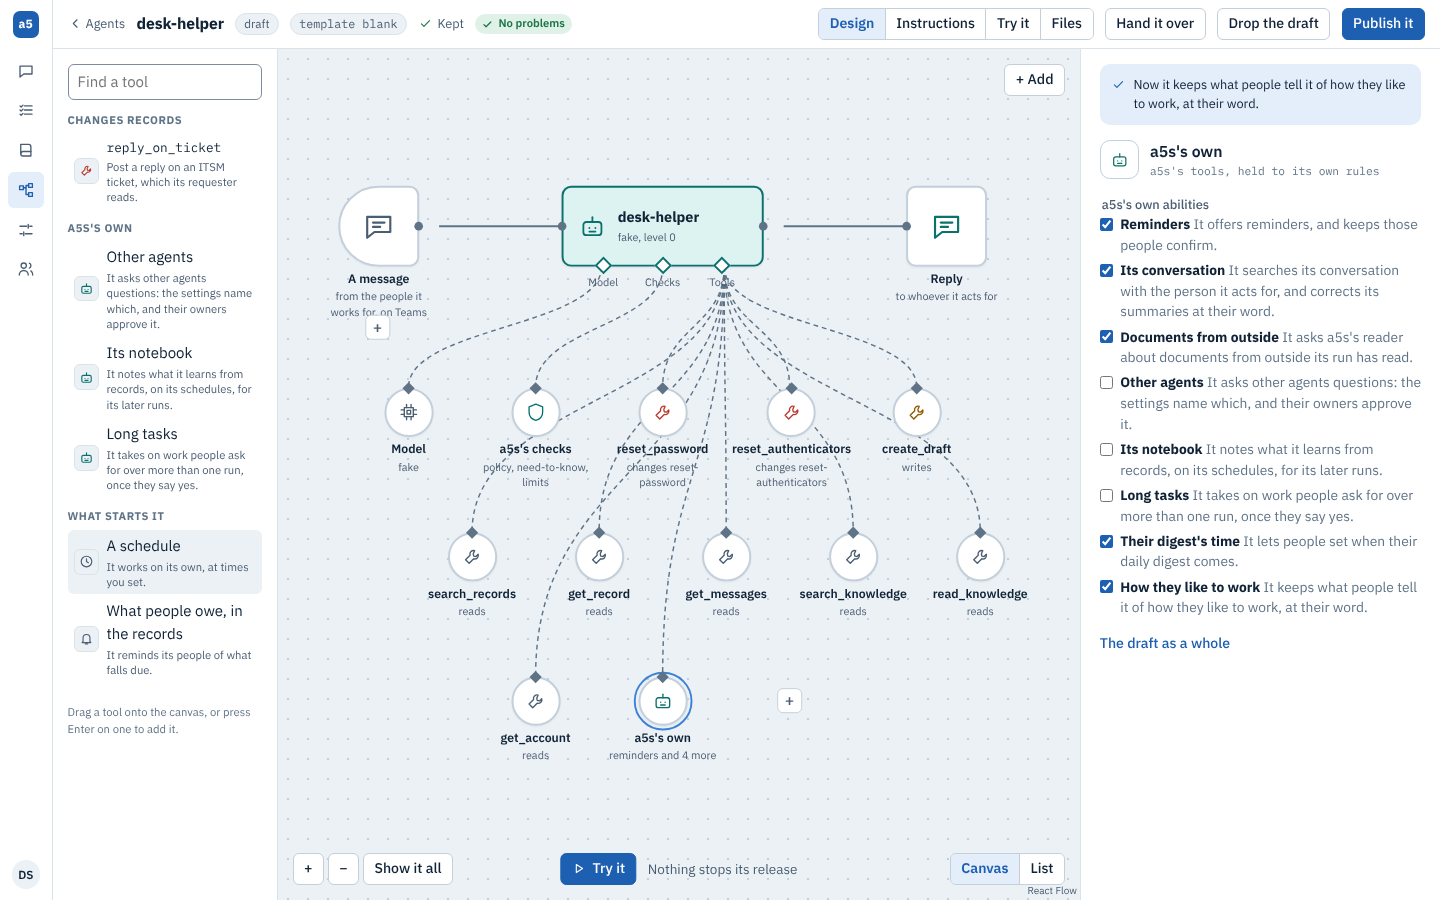 a5
Agents
desk-helper
draft
template blank
Kept
No problems
Design
Instructions
Try it
Files
Hand it over
Drop the draft
Publish it
Find a tool
CHANGES RECORDS
reply_on_ticket
Post a reply on an ITSM
ticket, which its requester
reads.
A5S'S OWN
Other agents
It asks other agents
questions: the settings name
which, and their owners
approve it.
Its notebook
It notes what it learns from
records, on its schedules, for
its later runs.
Long tasks
It takes on work people ask
for over more than one run,
once they say yes.
WHAT STARTS IT
A schedule
It works on its own, at times
you set.
What people owe, in
the records
It reminds its people of what
falls due.
Drag a tool onto the canvas, or press
Enter on one to add it.
DS
+ Add
A message
from the people it
works for, on Teams
+
desk-helper
fake, level 0
Model
Checks
Tools
Reply
to whoever it acts for
Model
fake
a5s's checks
policy, need-to-know,
limits
reset_password
changes reset-
password
reset_authenticators
changes reset-
authenticators
create_draft
writes
search_records
reads
get_record
reads
get_messages
reads
search_knowledge
reads
read_knowledge
reads
get_account
reads
a5s's own
reminders and 4 more
+
+
−
Show it all
Try it
Nothing stops its release
Canvas
List
React Flow
Now it keeps what people tell it of how they like
to work, at their word.
a5s's own
a5s's tools, held to its own rules
a5s's own abilities
Reminders It offers reminders, and keeps those
people confirm.
Its conversation It searches its conversation
with the person it acts for, and corrects its
summaries at their word.
Documents from outside It asks a5s's reader
about documents from outside its run has read.
Other agents It asks other agents questions: the
settings name which, and their owners approve
it.
Its notebook It notes what it learns from
records, on its schedules, for its later runs.
Long tasks It takes on work people ask for over
more than one run, once they say yes.
Their digest's time It lets people set when their
daily digest comes.
How they like to work It keeps what people tell
it of how they like to work, at their word.
The draft as a whole